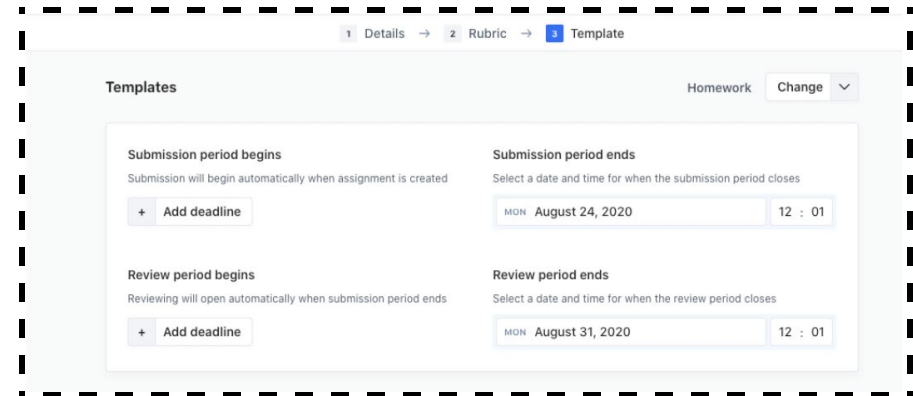 1 Details → 2 Rubric → 3 Template
Templates
Homework Change
Submission period begins
Submission will begin automatically when assignment is created
+ Add deadline
Submission period ends
Select a date and time for when the submission period closes
MON August 24, 2020 12 : 01
Review period begins
Reviewing will open automatically when submission period ends
+ Add deadline
Review period ends
Select a date and time for when the review period closes
MON August 31, 2020 12 : 01